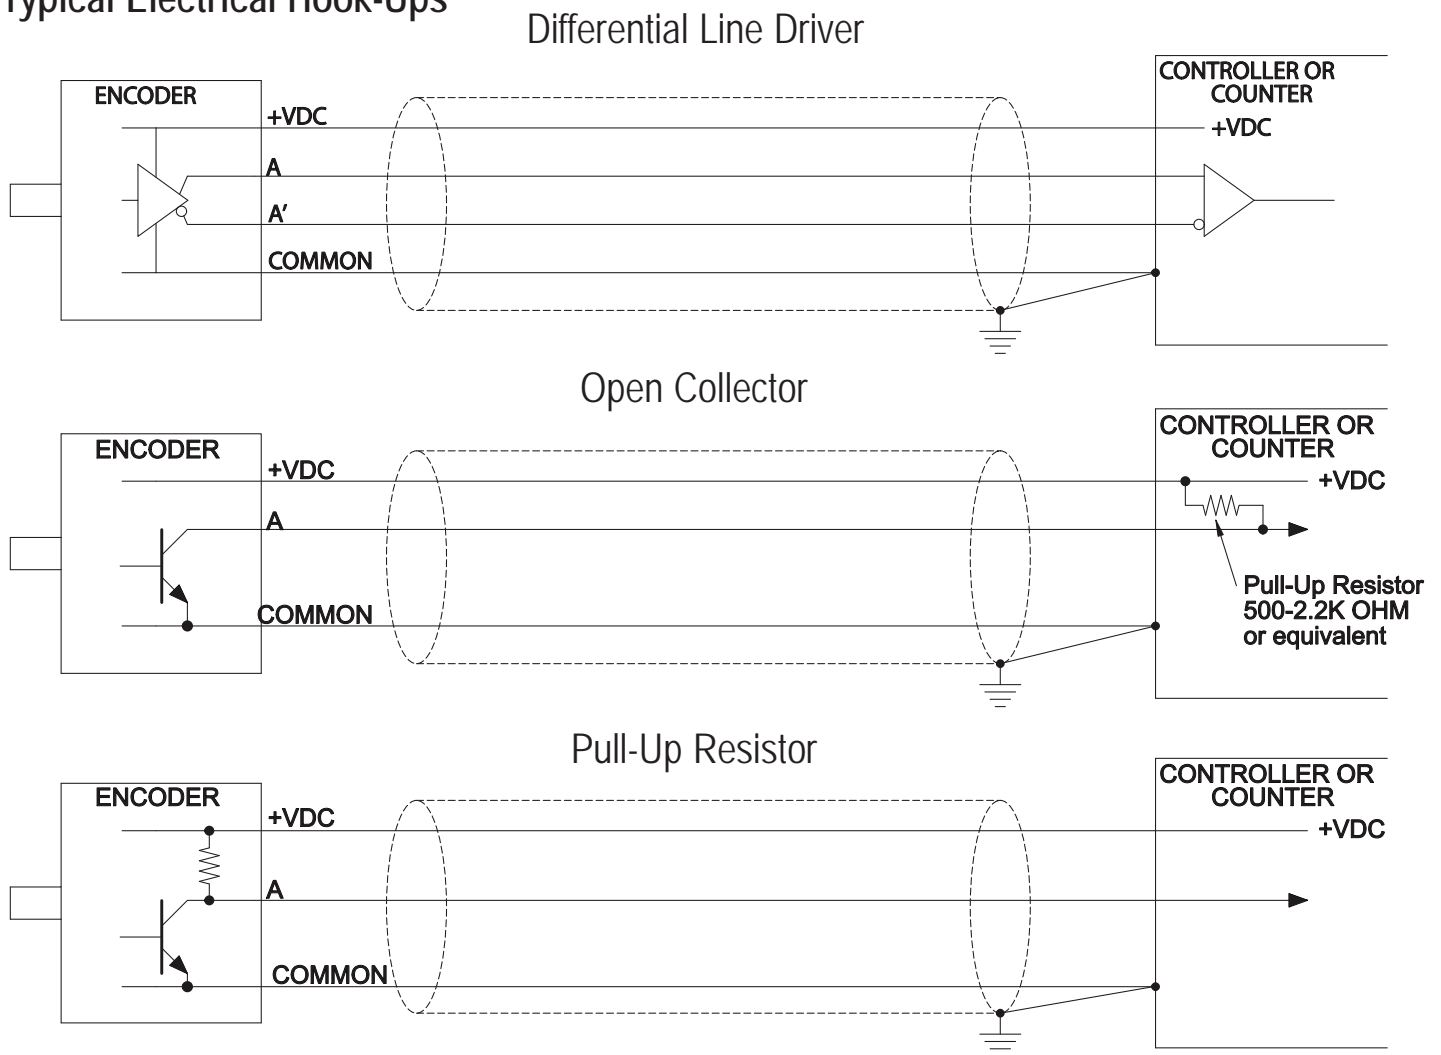 Typical Electrical Hook-Ups
Differential Line Driver
ENCODER
+VDC
A
A'
COMMON
CONTROLLER OR
COUNTER
+VDC
Open Collector
ENCODER
+VDC
A
COMMON
CONTROLLER OR
COUNTER
+VDC
Pull-Up Resistor
500-2.2K OHM
or equivalent
Pull-Up Resistor
ENCODER
+VDC
A
COMMON
CONTROLLER OR
COUNTER
+VDC